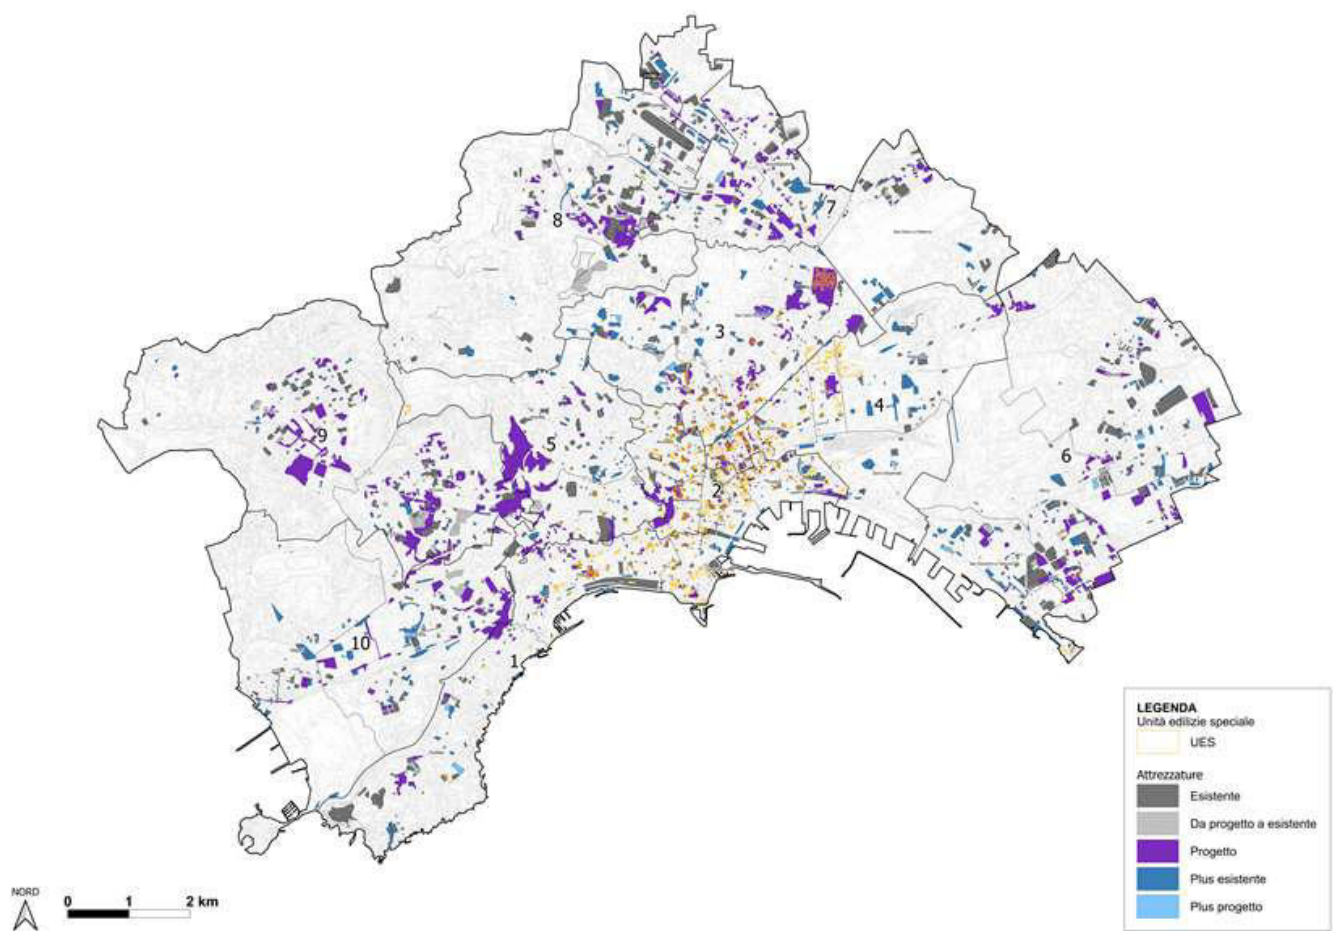 7
8
3
4
9
5
6
2
10
1
LEGENDA
Unità edilizie speciale
UES
Attrezzature
Esistente
Da progetto a esistente
Progetto
Plus esistente
Plus progetto
NORD
0 1 2 km